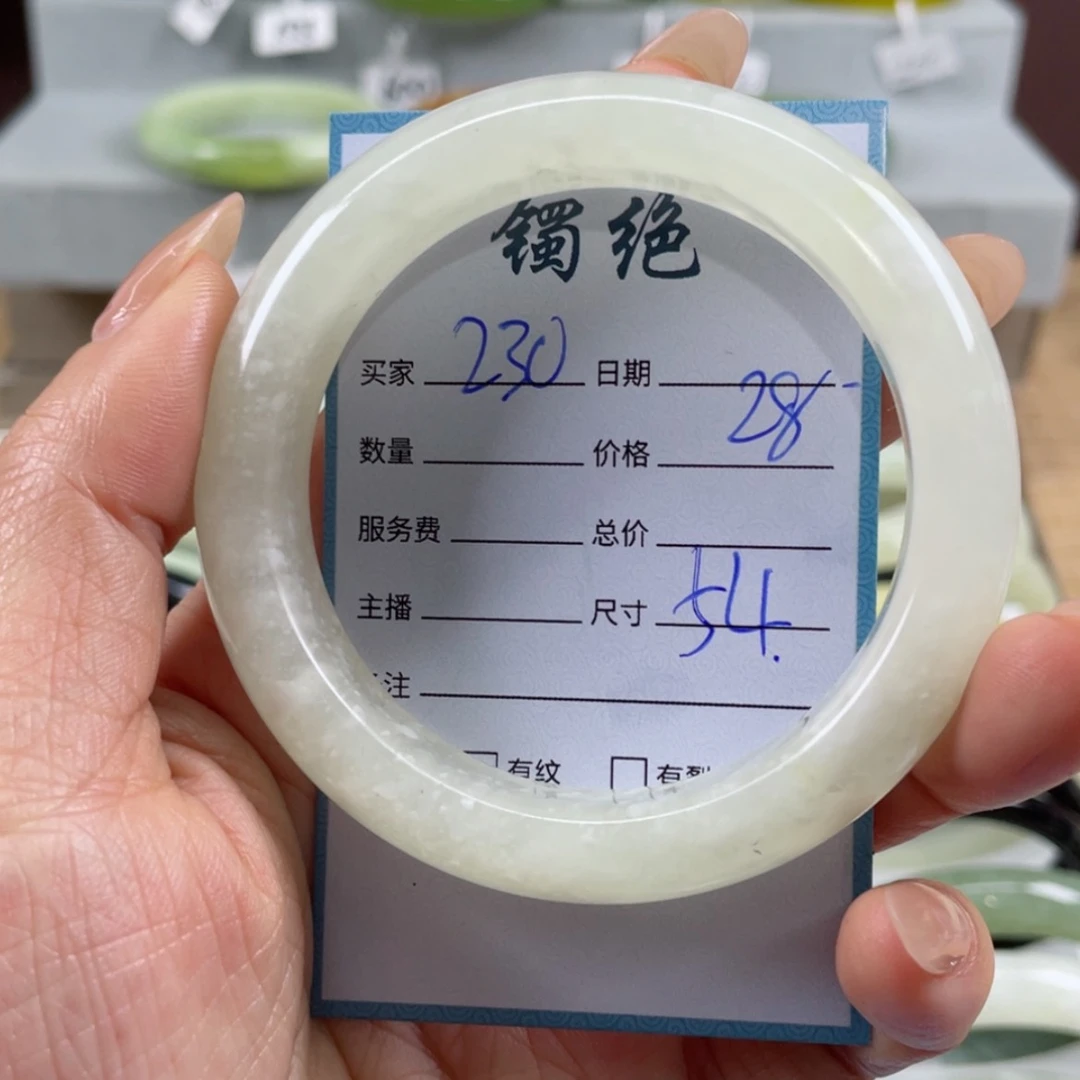 镯绝
买家 230 日期
数量 价格 28/-
服务费 总价
主播 尺寸 54.
注
有纹 有裂